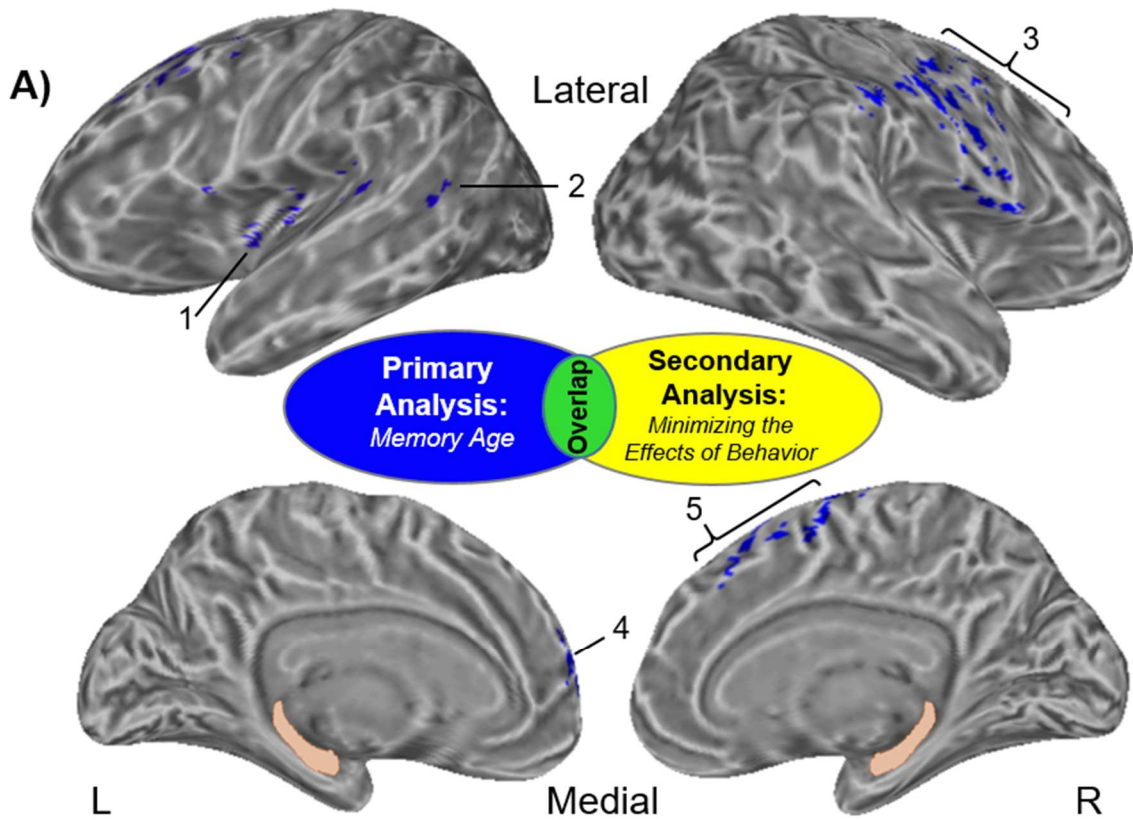 A)
Lateral
3
2
1
Primary
Analysis:
Memory Age
Overlap
Secondary
Analysis:
Minimizing the
Effects of Behavior
5
4
L
Medial
R